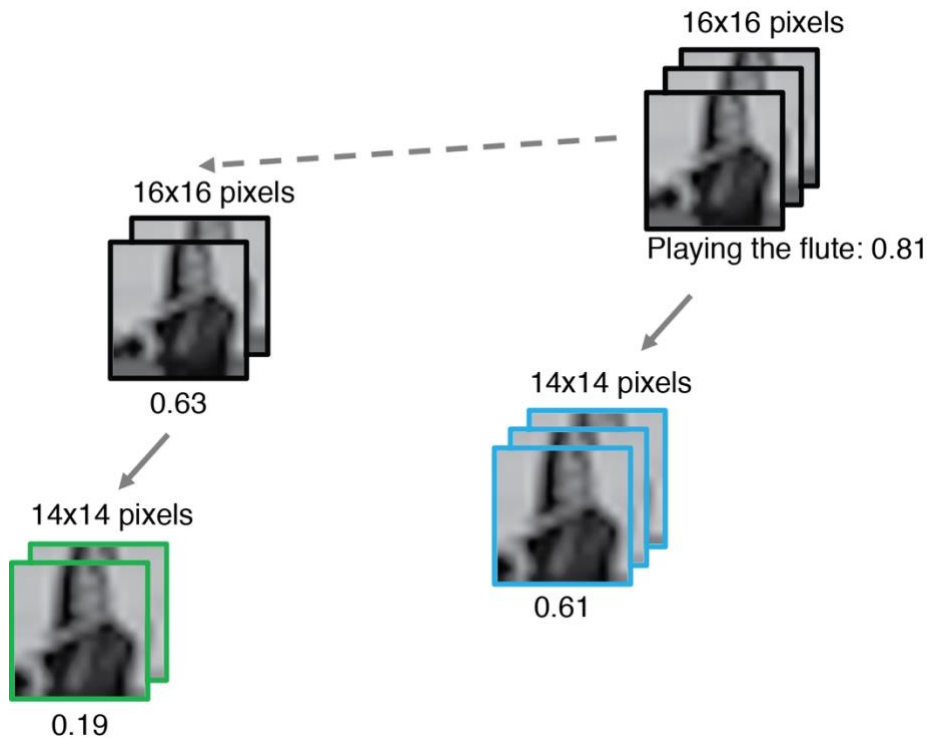 16x16 pixels
Playing the flute: 0.81
16x16 pixels
0.63
14x14 pixels
0.61
14x14 pixels
0.19